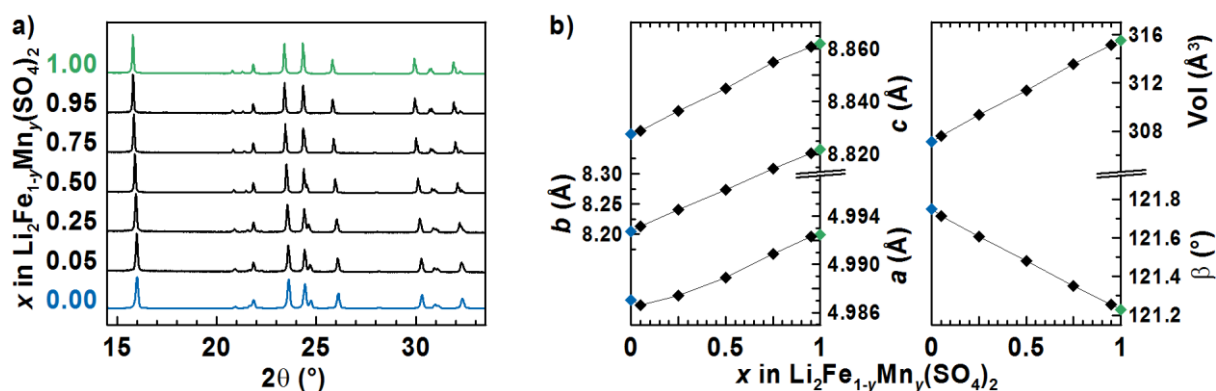 a)
x in Li₂Fe₁₋yMny(SO₄)₂
1.00
0.95
0.75
0.50
0.25
0.05
0.00
15 20 25 30
2θ (°)
b)
b (Å)
8.30
8.25
8.20
8.860
8.840
8.820
c (Å)
4.994
4.990
4.986
a (Å)
0 0.5 1
316
312
308
Vol (Å³)
121.8
121.6
121.4
121.2
β (°)
0 0.5 1
x in Li₂Fe₁₋yMny(SO₄)₂